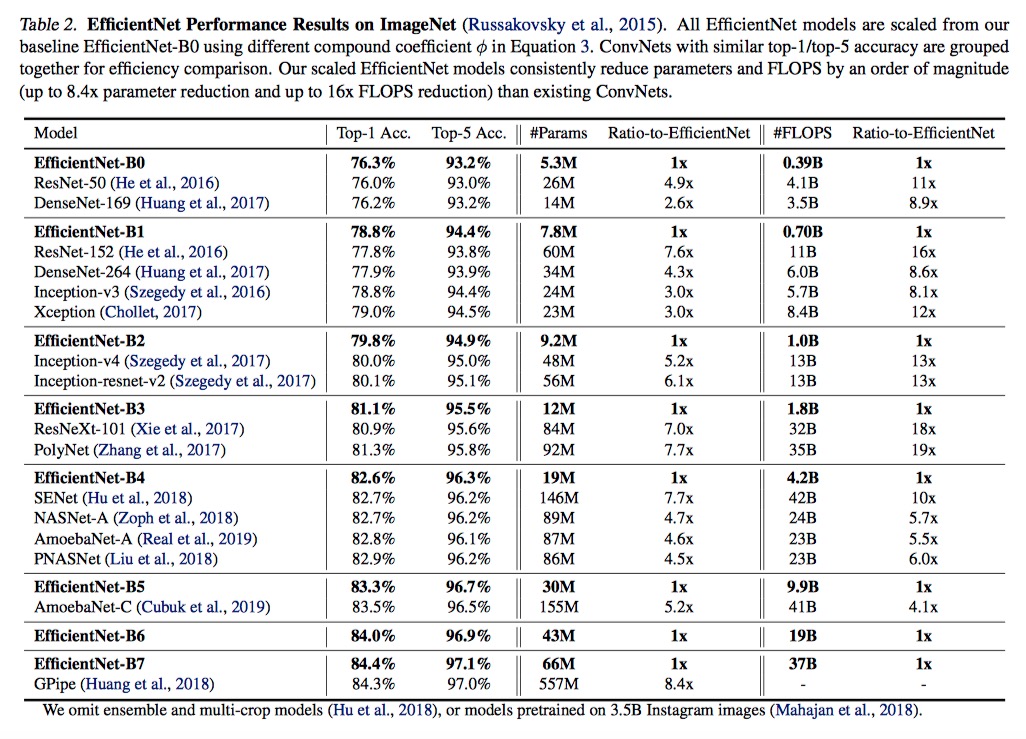 Table 2. EfficientNet Performance Results on ImageNet (Russakovsky et al., 2015). All EfficientNet models are scaled from our
baseline EfficientNet-B0 using different compound coefficient ϕ in Equation 3. ConvNets with similar top-1/top-5 accuracy are grouped
together for efficiency comparison. Our scaled EfficientNet models consistently reduce parameters and FLOPS by an order of magnitude
(up to 8.4x parameter reduction and up to 16x FLOPS reduction) than existing ConvNets.
Model Top-1 Acc. Top-5 Acc. #Params Ratio-to-EfficientNet #FLOPS Ratio-to-EfficientNet
EfficientNet-B0 76.3% 93.2% 5.3M 1x 0.39B 1x
ResNet-50 (He et al., 2016) 76.0% 93.0% 26M 4.9x 4.1B 11x
DenseNet-169 (Huang et al., 2017) 76.2% 93.2% 14M 2.6x 3.5B 8.9x
EfficientNet-B1 78.8% 94.4% 7.8M 1x 0.70B 1x
ResNet-152 (He et al., 2016) 77.8% 93.8% 60M 7.6x 11B 16x
DenseNet-264 (Huang et al., 2017) 77.9% 93.9% 34M 4.3x 6.0B 8.6x
Inception-v3 (Szegedy et al., 2016) 78.8% 94.4% 24M 3.0x 5.7B 8.1x
Xception (Chollet, 2017) 79.0% 94.5% 23M 3.0x 8.4B 12x
EfficientNet-B2 79.8% 94.9% 9.2M 1x 1.0B 1x
Inception-v4 (Szegedy et al., 2017) 80.0% 95.0% 48M 5.2x 13B 13x
Inception-resnet-v2 (Szegedy et al., 2017) 80.1% 95.1% 56M 6.1x 13B 13x
EfficientNet-B3 81.1% 95.5% 12M 1x 1.8B 1x
ResNeXt-101 (Xie et al., 2017) 80.9% 95.6% 84M 7.0x 32B 18x
PolyNet (Zhang et al., 2017) 81.3% 95.8% 92M 7.7x 35B 19x
EfficientNet-B4 82.6% 96.3% 19M 1x 4.2B 1x
SENet (Hu et al., 2018) 82.7% 96.2% 146M 7.7x 42B 10x
NASNet-A (Zoph et al., 2018) 82.7% 96.2% 89M 4.7x 24B 5.7x
AmoebaNet-A (Real et al., 2019) 82.8% 96.1% 87M 4.6x 23B 5.5x
PNASNet (Liu et al., 2018) 82.9% 96.2% 86M 4.5x 23B 6.0x
EfficientNet-B5 83.3% 96.7% 30M 1x 9.9B 1x
AmoebaNet-C (Cubuk et al., 2019) 83.5% 96.5% 155M 5.2x 41B 4.1x
EfficientNet-B6 84.0% 96.9% 43M 1x 19B 1x
EfficientNet-B7 84.4% 97.1% 66M 1x 37B 1x
GPipe (Huang et al., 2018) 84.3% 97.0% 557M 8.4x - -
We omit ensemble and multi-crop models (Hu et al., 2018), or models pretrained on 3.5B Instagram images (Mahajan et al., 2018).